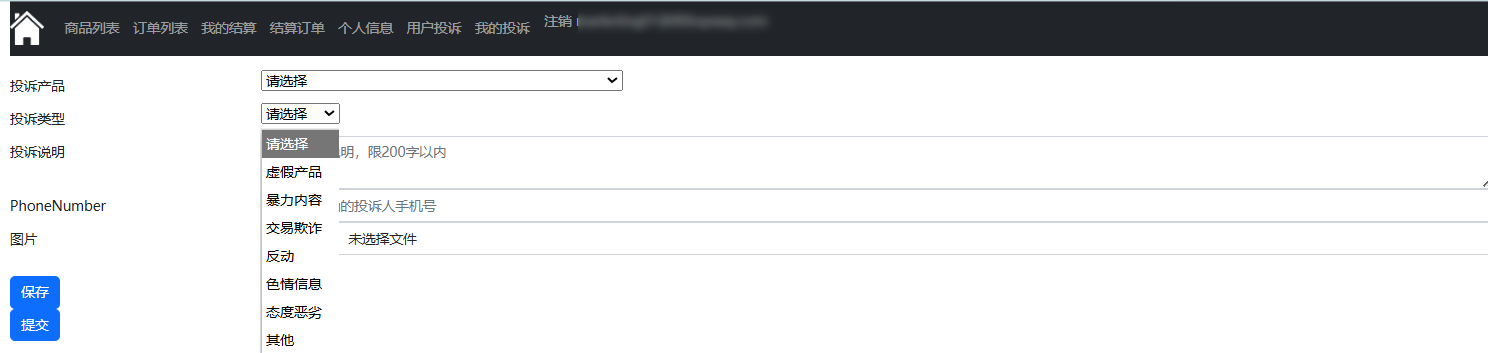 商品列表 订单列表 我的结算 结算订单 个人信息 用户投诉 我的投诉 注销
投诉产品 请选择
投诉类型 请选择
请选择
投诉说明 明，限200字以内
虚假产品
暴力内容
PhoneNumber 的投诉人手机号
交易欺诈
图片 未选择文件
反动
色情信息
保存
态度恶劣
提交
其他